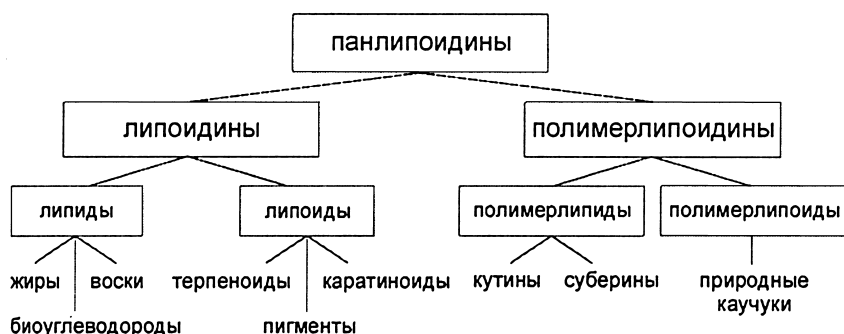 панлипоидины
липоидины
полимерлипоидины
липиды
липоиды
полимерлипиды
полимерлипоиды
жиры
воски
терпеноиды
каратиноиды
кутины
суберины
природные
каучуки
биоуглеводороды
пигменты